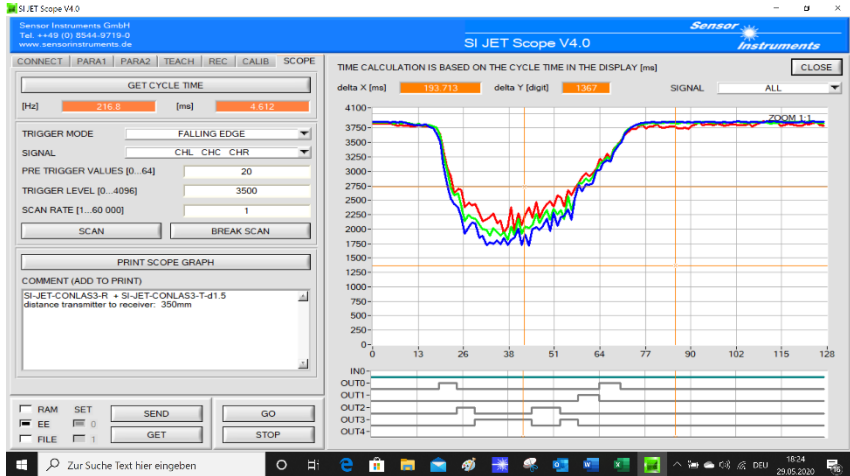 SI JET Scope V4.0
Sensor Instruments GmbH
Tel. ++49 (0) 8544-9719-0
www.sensorinstruments.de
SI JET Scope V4.0
Sensor
Instruments
CONNECT PARA1 PARA2 TEACH REC CALIB SCOPE
GET CYCLE TIME
[Hz] 216.8 [ms] 4.612
TRIGGER MODE FALLING EDGE
SIGNAL CHL CHC CHR
PRE TRIGGER VALUES [0...64] 20
TRIGGER LEVEL [0...4096] 3500
SCAN RATE [1...60 000] 1
SCAN BREAK SCAN
PRINT SCOPE GRAPH
COMMENT (ADD TO PRINT)
SI-JET-CONLAS3-R + SI-JET-CONLAS3-T-d1.5
distance transmitter to receiver: 350mm
RAM SET
EE 0
FILE 1
SEND GO
GET STOP
TIME CALCULATION IS BASED ON THE CYCLE TIME IN THE DISPLAY [ms]
CLOSE
delta X [ms] 193.713 delta Y [digit] 1367 SIGNAL ALL
ZOOM 1:1
4100-
3750-
3500-
3250-
3000-
2750-
2500-
2250-
2000-
1750-
1500-
1250-
1000-
750-
500-
250-
0-
0 13 26 38 51 64 77 90 102 115 128
IN0-
OUT0-
OUT1-
OUT2-
OUT3-
OUT4-
Zur Suche Text hier eingeben
DEU
18:24
29.05.2020